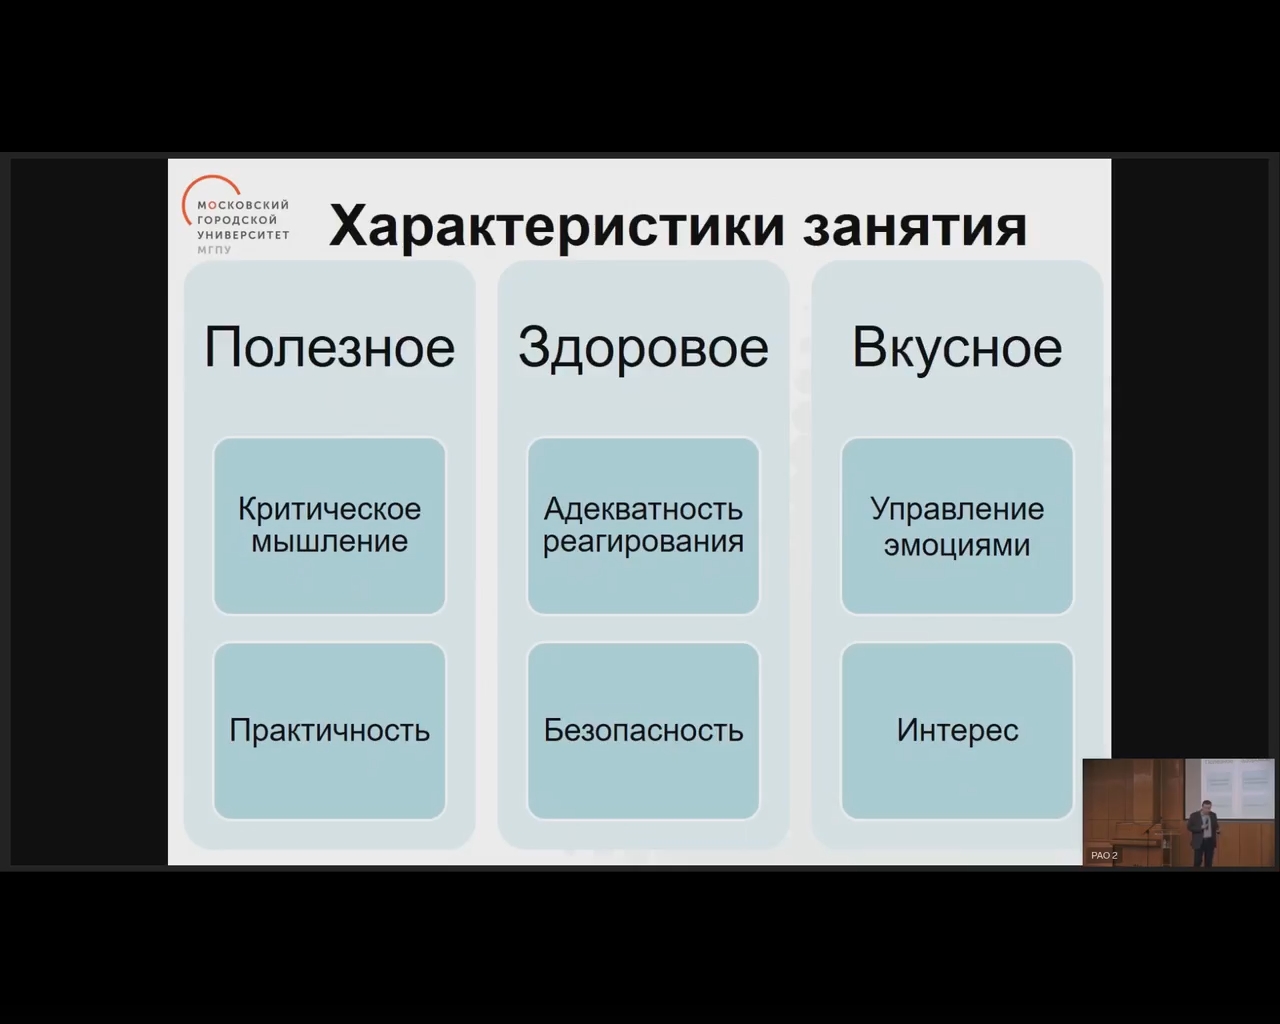 МОСКОВСКИЙ
ГОРОДСКОЙ
УНИВЕРСИТЕТ
МГПУ
Характеристики занятия
Полезное
Критическое
мышление
Практичность
Здоровое
Адекватность
реагирования
Безопасность
Вкусное
Управление
эмоциями
Интерес
РАО 2